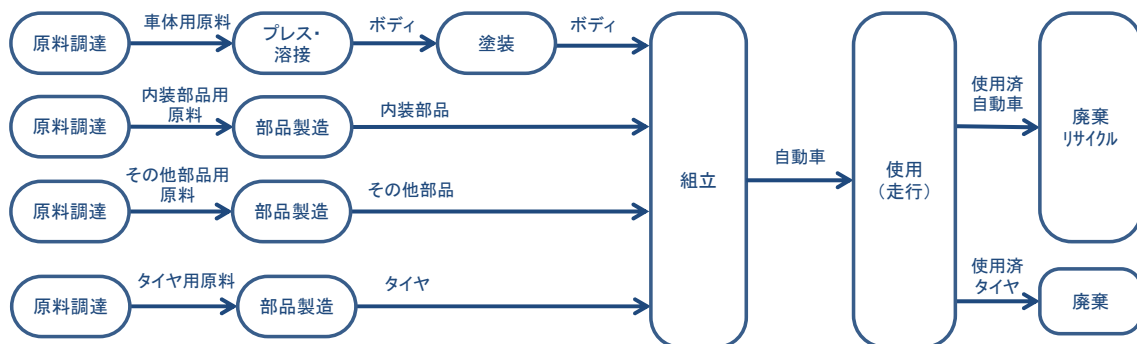 原料調達
車体用原料
プレス・
溶接
ボディ
塗装
ボディ
原料調達
内装部品用
原料
部品製造
内装部品
原料調達
その他部品用
原料
部品製造
その他部品
原料調達
タイヤ用原料
部品製造
タイヤ
組立
自動車
使用
（走行）
使用済
自動車
廃棄
リサイクル
使用済
タイヤ
廃棄